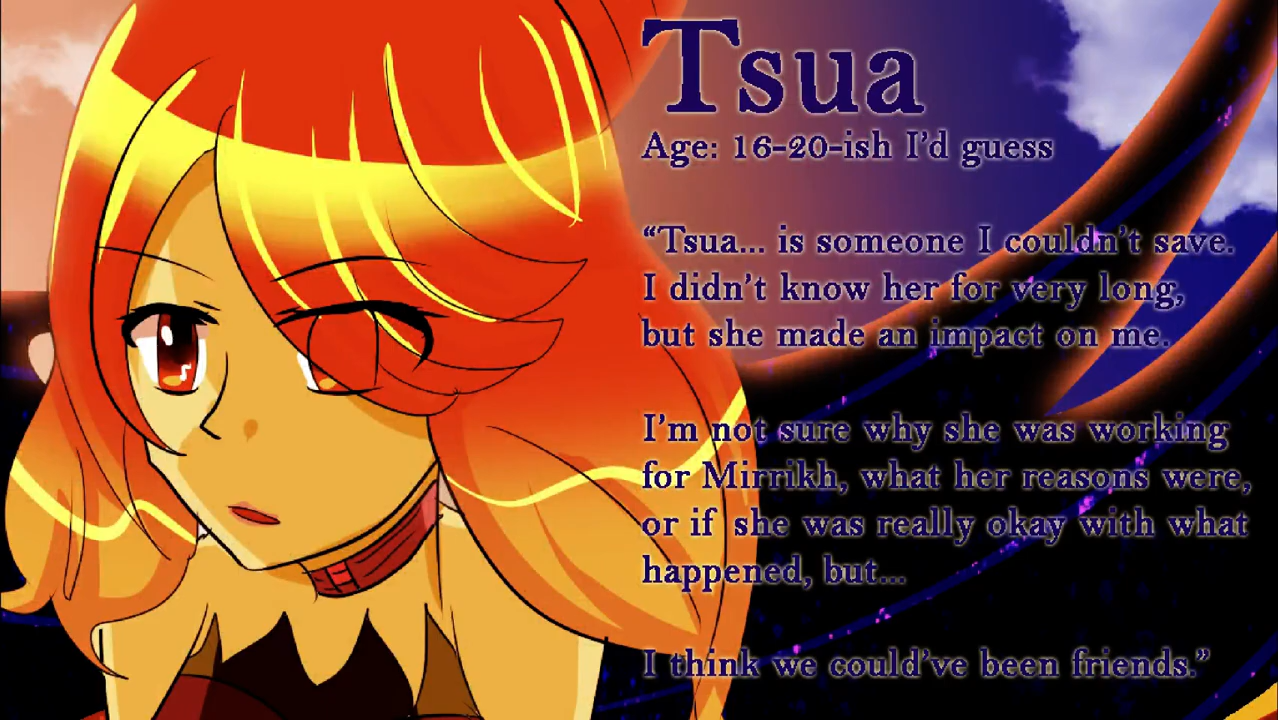 Tsua
Age: 16-20-ish I'd guess
“Tsua... is someone I couldn't save.
I didn't know her for very long,
but she made an impact on me.
I'm not sure why she was working
for Mirrikh, what her reasons were,
or if she was really okay with what
happened, but...
I think we could've been friends.”